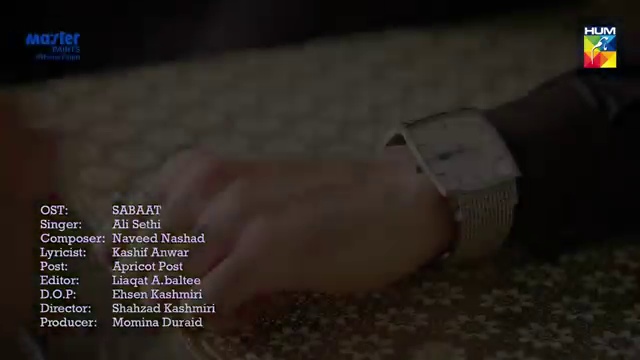 Master
PAINTS
HUM
OST: SABAAT
Singer: Ali Sethi
Composer: Naveed Nashad
Lyricist: Kashif Anwar
Post: Apricot Post
Editor: Liaqat A.baltee
D.O.P: Ehsen Kashmiri
Director: Shahzad Kashmiri
Producer: Momina Duraid